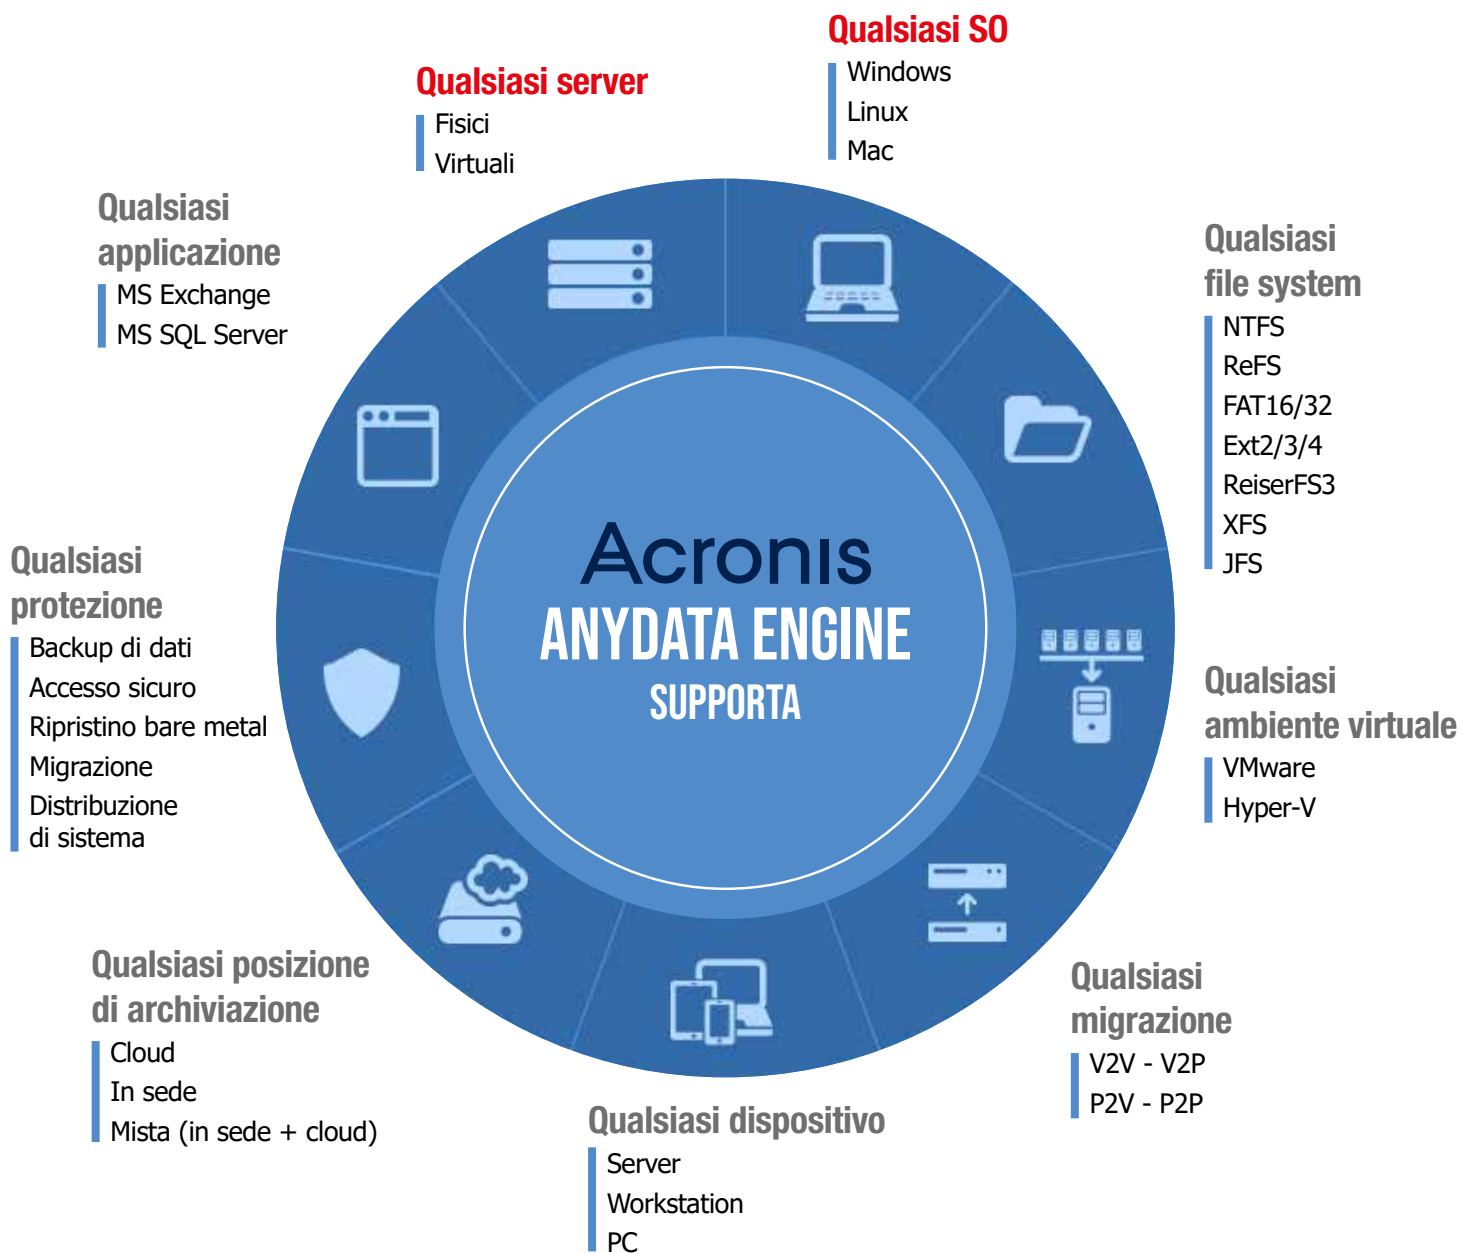 Qualsiasi SO
Windows
Linux
Mac
Qualsiasi server
Fisici
Virtuali
Qualsiasi
applicazione
MS Exchange
MS SQL Server
Qualsiasi
file system
NTFS
ReFS
FAT16/32
Ext2/3/4
ReiserFS3
XFS
JFS
Acronis
ANYDATA ENGINE
SUPPORTA
Qualsiasi
protezione
Backup di dati
Accesso sicuro
Ripristino bare metal
Migrazione
Distribuzione
di sistema
Qualsiasi
ambiente virtuale
VMware
Hyper-V
Qualsiasi posizione
di archiviazione
Cloud
In sede
Mista (in sede + cloud)
Qualsiasi
migrazione
V2V - V2P
P2V - P2P
Qualsiasi dispositivo
Server
Workstation
PC